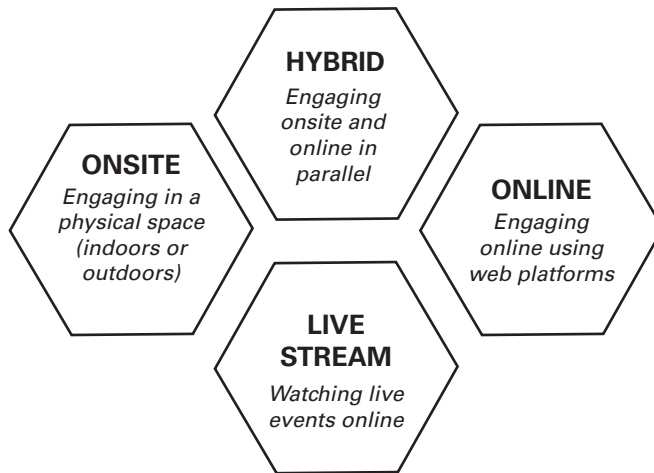 HYBRID
Engaging
onsite and
online in
parallel
ONSITE
Engaging in a
physical space
(indoors or
outdoors)
ONLINE
Engaging
online using
web platforms
LIVE
STREAM
Watching live
events online